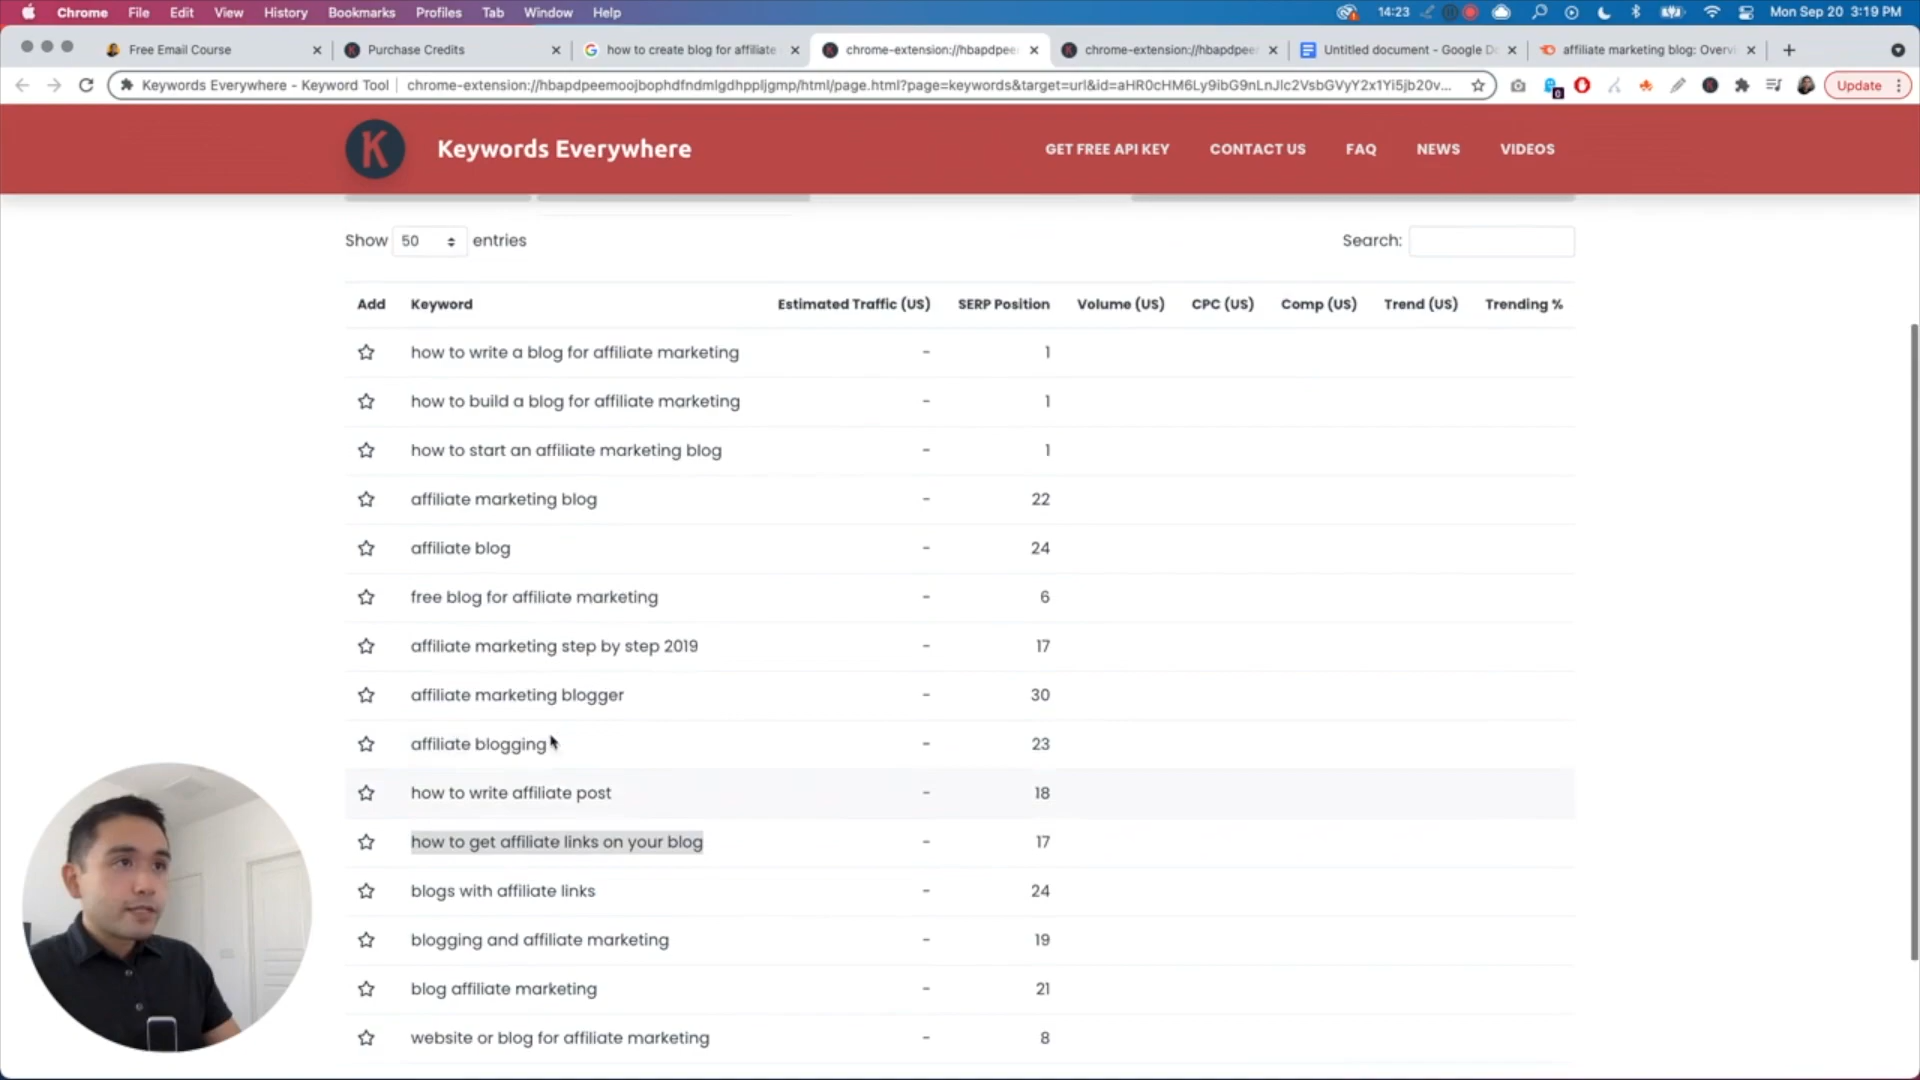 Chrome File Edit View History Bookmarks Profiles Tab Window Help 14:23 Mon Sep 20 3:19 PM
Free Email Course Purchase Credits how to create blog for affiliate chrome-extension://hbapdpee chrome-extension://hbapdpee Untitled document - Google D affiliate marketing blog: Overvi
Keywords Everywhere - Keyword Tool chrome-extension://hbapdpeemoojbophdfndmlgdhppljgmp/html/page.html?page=keywords&target=url&id=aHR0cHM6Ly9ibG9nLnJlc2VsbGVyY2x1Yi5jb20v... Update
K Keywords Everywhere GET FREE API KEY CONTACT US FAQ NEWS VIDEOS
Show 50 entries Search:
Add Keyword Estimated Traffic (US) SERP Position Volume (US) CPC (US) Comp (US) Trend (US) Trending %
how to write a blog for affiliate marketing - 1
how to build a blog for affiliate marketing - 1
how to start an affiliate marketing blog - 1
affiliate marketing blog - 22
affiliate blog - 24
free blog for affiliate marketing - 6
affiliate marketing step by step 2019 - 17
affiliate marketing blogger - 30
affiliate blogging - 23
how to write affiliate post - 18
how to get affiliate links on your blog - 17
blogs with affiliate links - 24
blogging and affiliate marketing - 19
blog affiliate marketing - 21
website or blog for affiliate marketing - 8